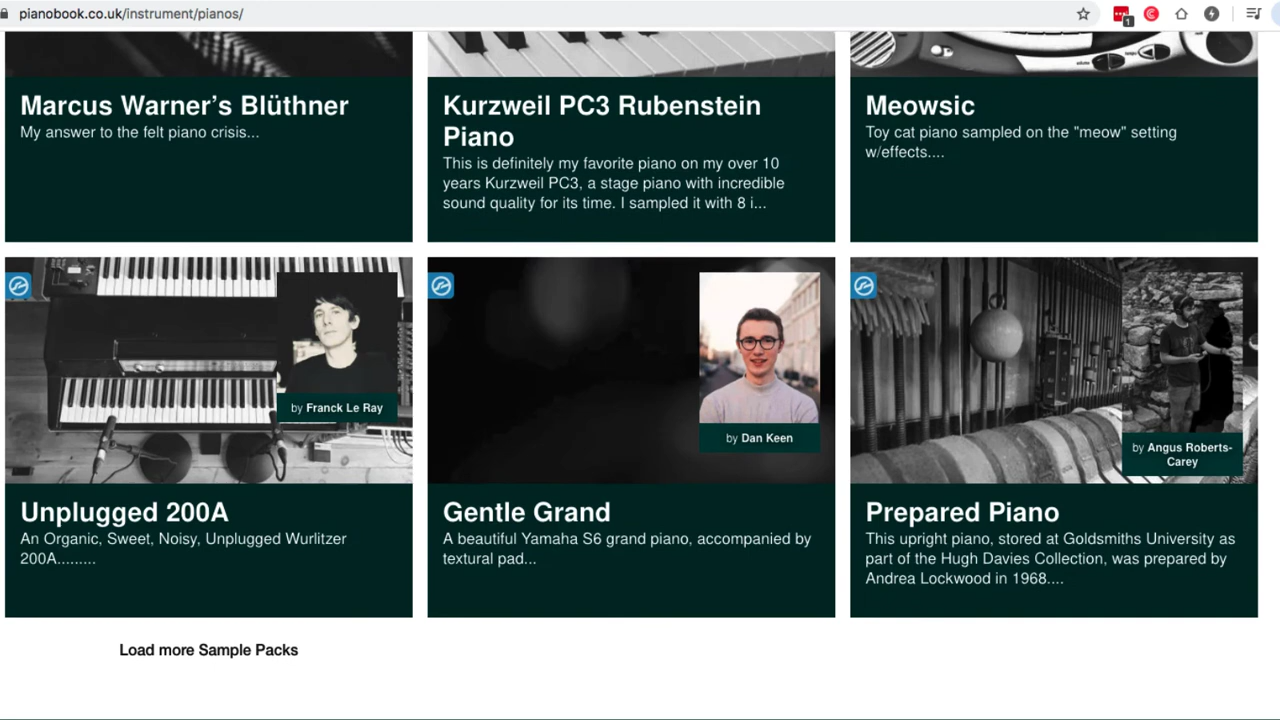 pianobook.co.uk/instrument/pianos/
1
Marcus Warner’s Blüthner
My answer to the felt piano crisis...
Kurzweil PC3 Rubenstein
Piano
This is definitely my favorite piano on my over 10
years Kurzweil PC3, a stage piano with incredible
sound quality for its time. I sampled it with 8 i...
Meowsic
Toy cat piano sampled on the "meow" setting
w/effects....
by Franck Le Ray
Unplugged 200A
An Organic, Sweet, Noisy, Unplugged Wurlitzer
200A.........
by Dan Keen
Gentle Grand
A beautiful Yamaha S6 grand piano, accompanied by
textural pad...
by Angus Roberts-
Carey
Prepared Piano
This upright piano, stored at Goldsmiths University as
part of the Hugh Davies Collection, was prepared by
Andrea Lockwood in 1968....
Load more Sample Packs